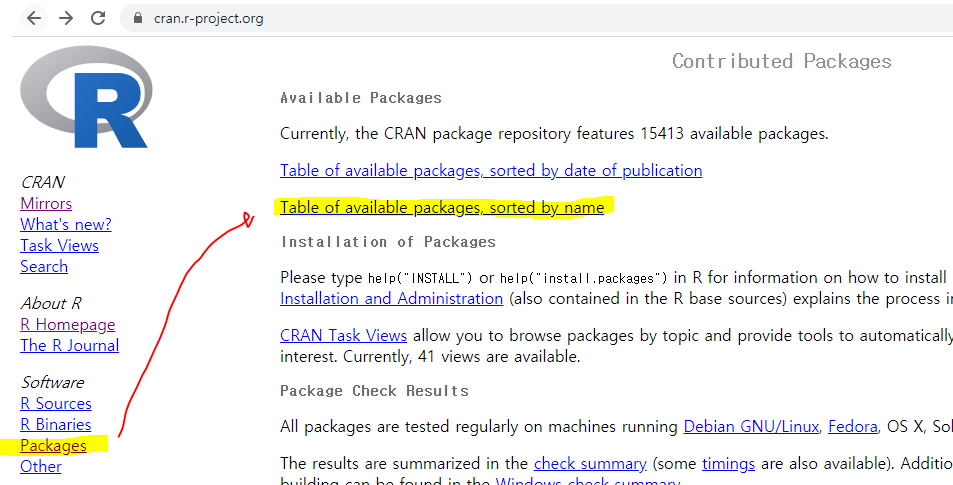 cran.r-project.org
R
CRAN
Mirrors
What's new?
Task Views
Search
About R
R Homepage
The R Journal
Software
R Sources
R Binaries
Packages
Other
Contributed Packages
Available Packages
Currently, the CRAN package repository features 15413 available packages.
Table of available packages, sorted by date of publication
Table of available packages, sorted by name
Installation of Packages
Please type help("INSTALL") or help("install.packages") in R for information on how to install
Installation and Administration (also contained in the R base sources) explains the process i
CRAN Task Views allow you to browse packages by topic and provide tools to automatically
interest. Currently, 41 views are available.
Package Check Results
All packages are tested regularly on machines running Debian GNU/Linux, Fedora, OS X, Sol
The results are summarized in the check summary (some timings are also available). Additio
building can be found in the Windows check summary.